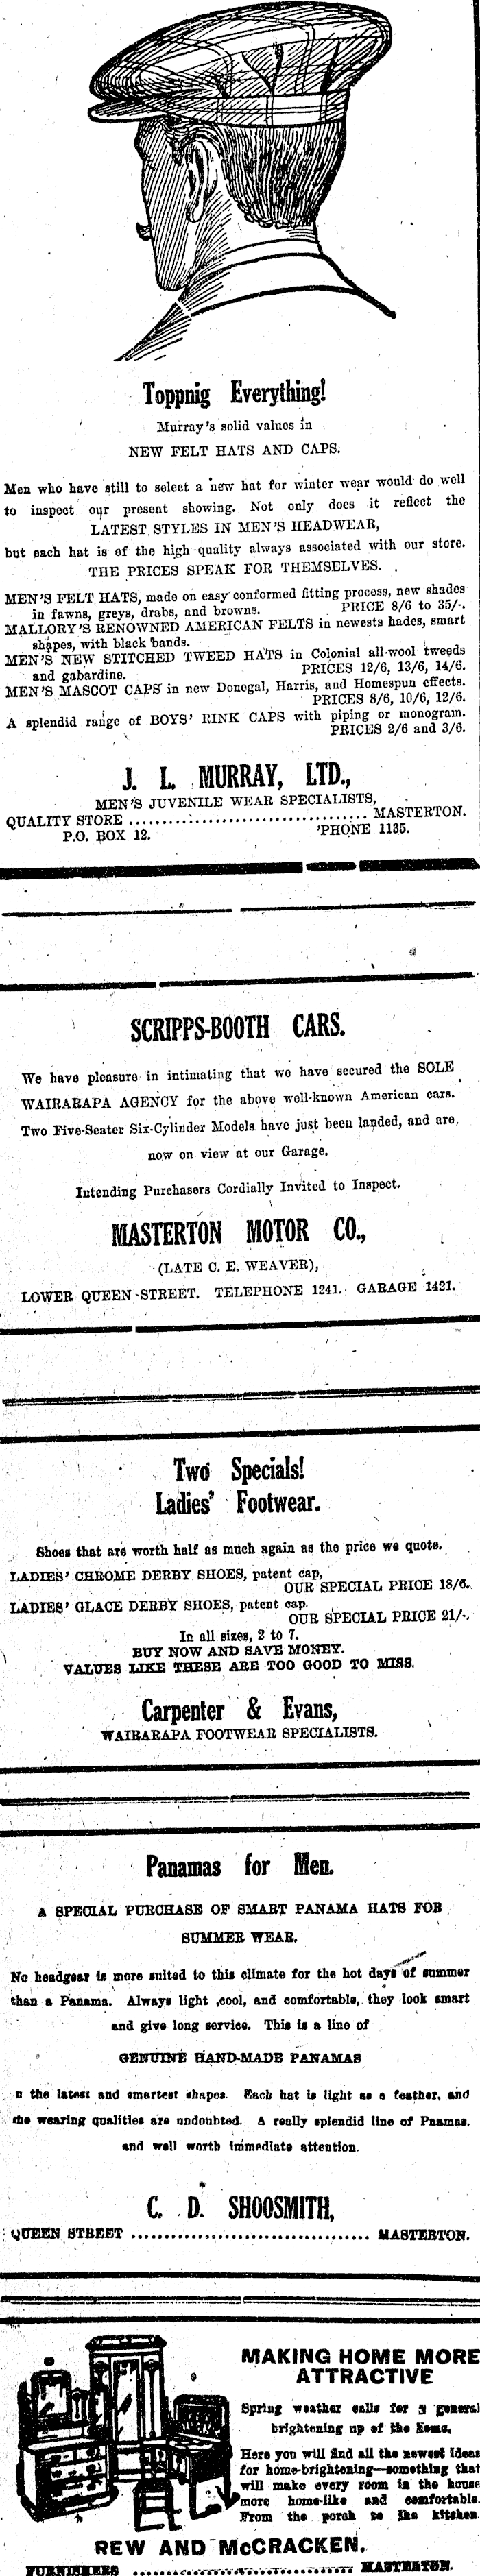 Toppnig Everything!
Murray's solid values in
NEW FELT HATS AND CAPS.
Men who have still to select a new hat for winter wear would do well
to inspect our present showing. Not only does it reflect the
LATEST STYLES IN MEN'S HEADWEAR,
but each hat is of the high quality always associated with our store.
THE PRICES SPEAK FOR THEMSELVES.
MEN'S FELT HATS, made on easy conformed fitting process, new shades
in fawns, greys, drabs, and browns. PRICE 8/6 to 35/-.
MALLORY'S RENOWNED AMERICAN FELTS in newests hades, smart
shapes, with black bands.
MEN'S NEW STITCHED TWEED HATS in Colonial all-wool tweeds
and gabardine. PRICES 12/6, 13/6, 14/6.
MEN'S MASCOT CAPS in new Donegal, Harris, and Homespun effects.
PRICES 8/6, 10/6, 12/6.
A splendid range of BOYS' RINK CAPS with piping or monogram.
PRICES 2/6 and 3/6.
J. L. MURRAY, LTD.,
MEN'S JUVENILE WEAR SPECIALISTS,
QUALITY STORE ........................................ MASTERTON.
P.O. BOX 12. 'PHONE 1135.
SCRIPPS-BOOTH CARS.
We have pleasure in intimating that we have secured the SOLE
WAIRARAPA AGENCY for the above well-known American cars.
Two Five-Seater Six-Cylinder Models have just been landed, and are
now on view at our Garage.
Intending Purchasers Cordially Invited to Inspect.
MASTERTON MOTOR CO.,
(LATE C. E. WEAVER),
LOWER QUEEN-STREET. TELEPHONE 1241. GARAGE 1421.
Two Specials!
Ladies' Footwear.
Shoes that are worth half as much again as the price we quote.
LADIES' CHROME DERBY SHOES, patent cap,
OUR SPECIAL PRICE 18/6.
LADIES' GLACE DERBY SHOES, patent cap.
OUR SPECIAL PRICE 21/-.
In all sizes, 2 to 7.
BUY NOW AND SAVE MONEY.
VALUES LIKE THESE ARE TOO GOOD TO MISS.
Carpenter & Evans,
WAIRARAPA FOOTWEAR SPECIALISTS.
Panamas for Men.
A SPECIAL PURCHASE OF SMART PANAMA HATS FOR
SUMMER WEAR.
No headgear is more suited to this climate for the hot days of summer
than a Panama. Always light ,cool, and comfortable, they look smart
and give long service. This is a line of
GENUINE HAND-MADE PANAMAS
n the latest and smartest shapes. Each hat is light as a feather, and
the wearing qualities are undoubted. A really splendid line of Pnamas,
and well worth immediate attention.
C. D. SHOOSMITH,
QUEEN STREET .................................... MASTERTON.
MAKING HOME MORE
ATTRACTIVE
Spring weather calls for a general
brightening up of the home.
Here you will find all the newest ideas
for home-brightening—something that
will make every room in the house
more home-like and comfortable.
From the porch to the kitchen
REW AND McCRACKEN,
FURNISHERS .................................... MASTERTON.